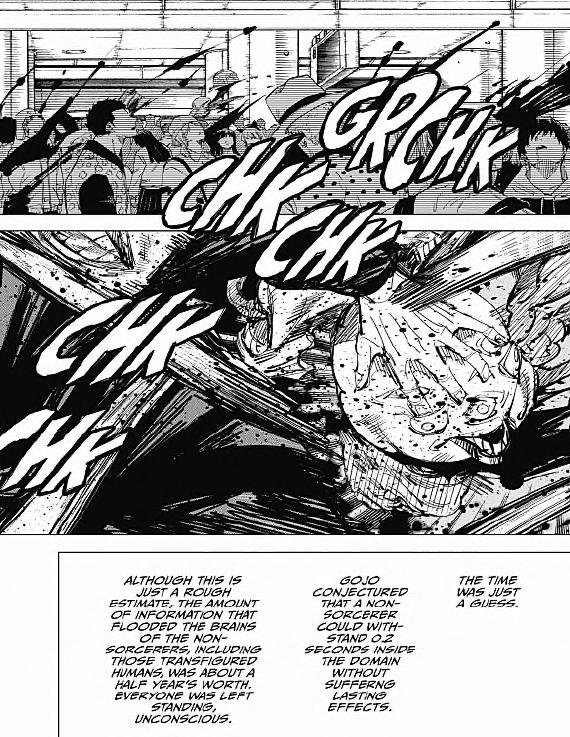 GRCHK
CHK
CHK
CHK
CHK
THE TIME
WAS JUST
A GUESS.
GOJO
CONJECTURED
THAT A NON-
SORCERER
COULD WITH-
STAND 0.2
SECONDS INSIDE
THE DOMAIN
WITHOUT
SUFFERNG
LASTING
EFFECTS.
ALTHOUGH THIS IS
JUST A ROUGH
ESTIMATE, THE AMOUNT
OF INFORMATION THAT
FLOODED THE BRAINS
OF THE NON-
SORCERERS, INCLUDING
THOSE TRANSFIGURED
HUMANS, WAS ABOUT A
HALF YEAR'S WORTH.
EVERYONE WAS LEFT
STANDING,
UNCONSCIOUS.